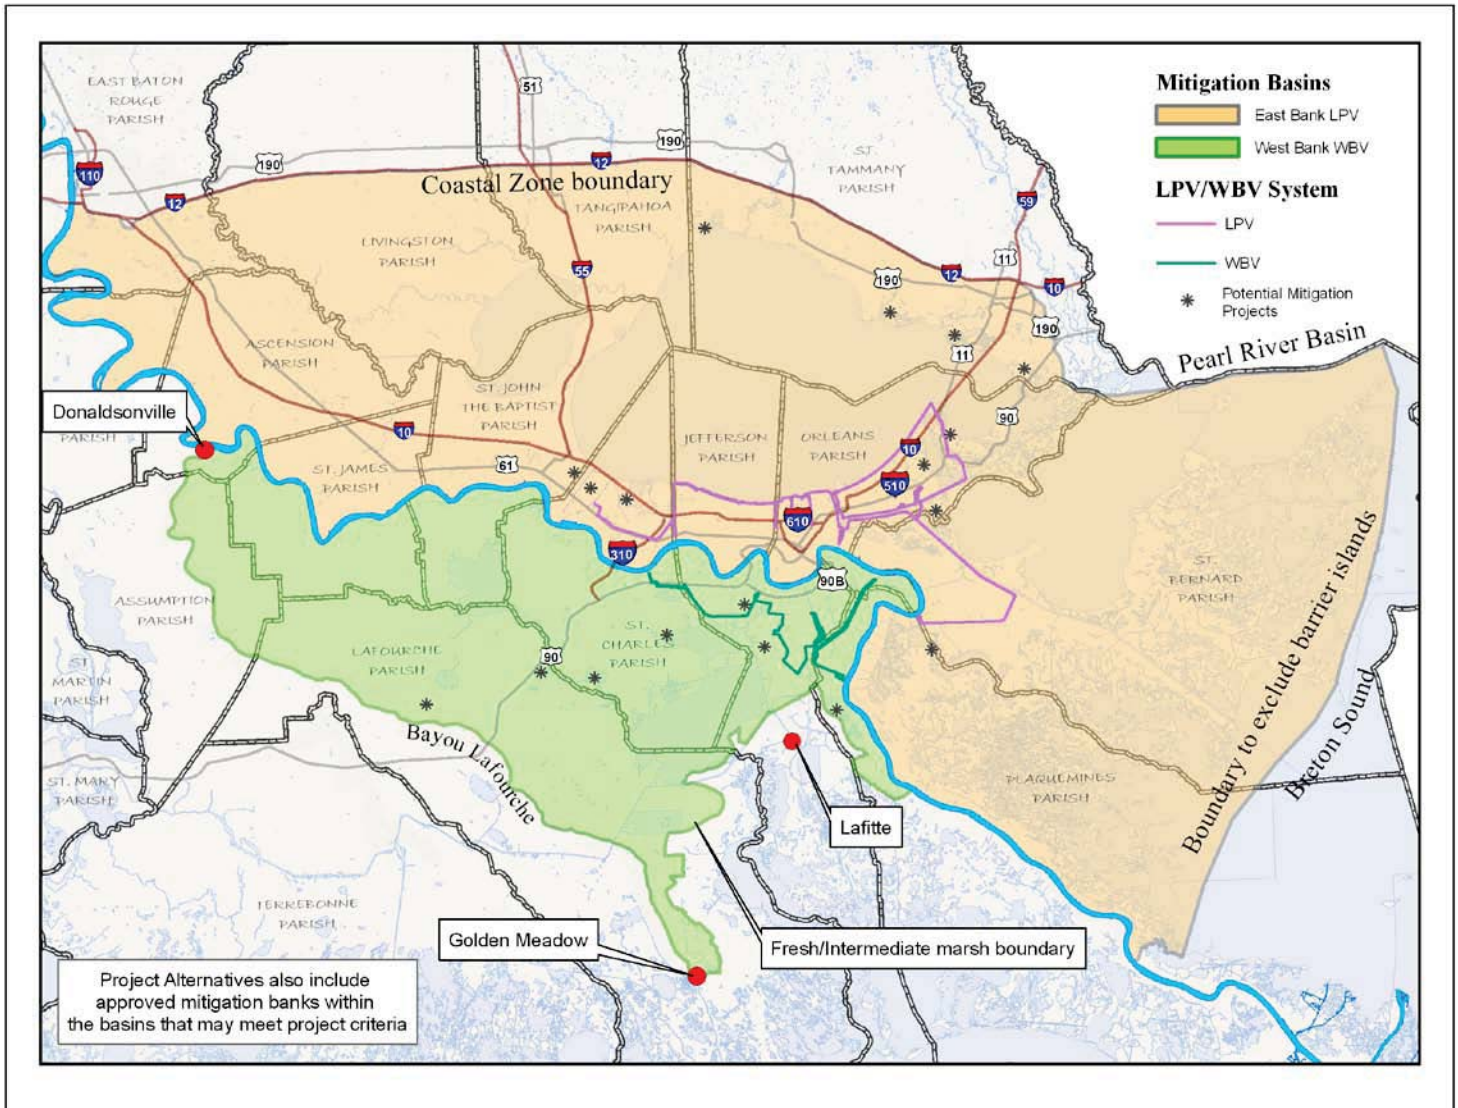 EAST BATON
ROUGE
PARISH
51
190
190
12
110
12
Coastal Zone boundary
ST.
TAMMANY
PARISH
TANGIPAHOA
PARISH
LIVINGSTON
PARISH
59
11
55
190
12
10
190
11
Mitigation Basins
East Bank LPV
West Bank WBV
LPV/WBV System
LPV
WBV
Potential Mitigation
Projects
Pearl River Basin
ASCENSION
PARISH
ST. JOHN
THE BAPTIST
PARISH
Donaldsonville
PARISH
10
61
ST. JAMES
PARISH
JEFFERSON
PARISH
ORLEANS
PARISH
90
10
510
610
310
90B
ST.
BERNARD
PARISH
ASSUMPTION
PARISH
LAFOURCHE
PARISH
90
ST.
CHARLES
PARISH
ST.
MARTIN
PARISH
Bayou Lafourche
Boundary to exclude barrier islands
Breton Sound
ST. MARY
PARISH
PLAQUEMINES
PARISH
Lafitte
TERREBONNE
PARISH
Golden Meadow
Fresh/Intermediate marsh boundary
Project Alternatives also include
approved mitigation banks within
the basins that may meet project criteria